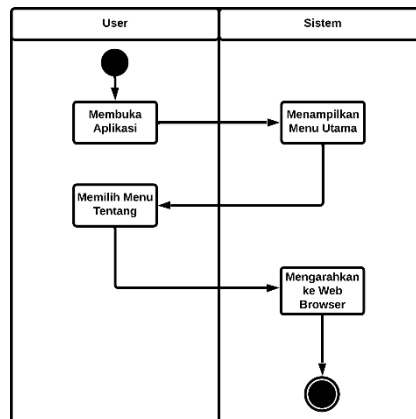 User
Sistem
Membuka
Aplikasi
Menampilkan
Menu Utama
Memilih Menu
Tentang
Mengarahkan
ke Web
Browser